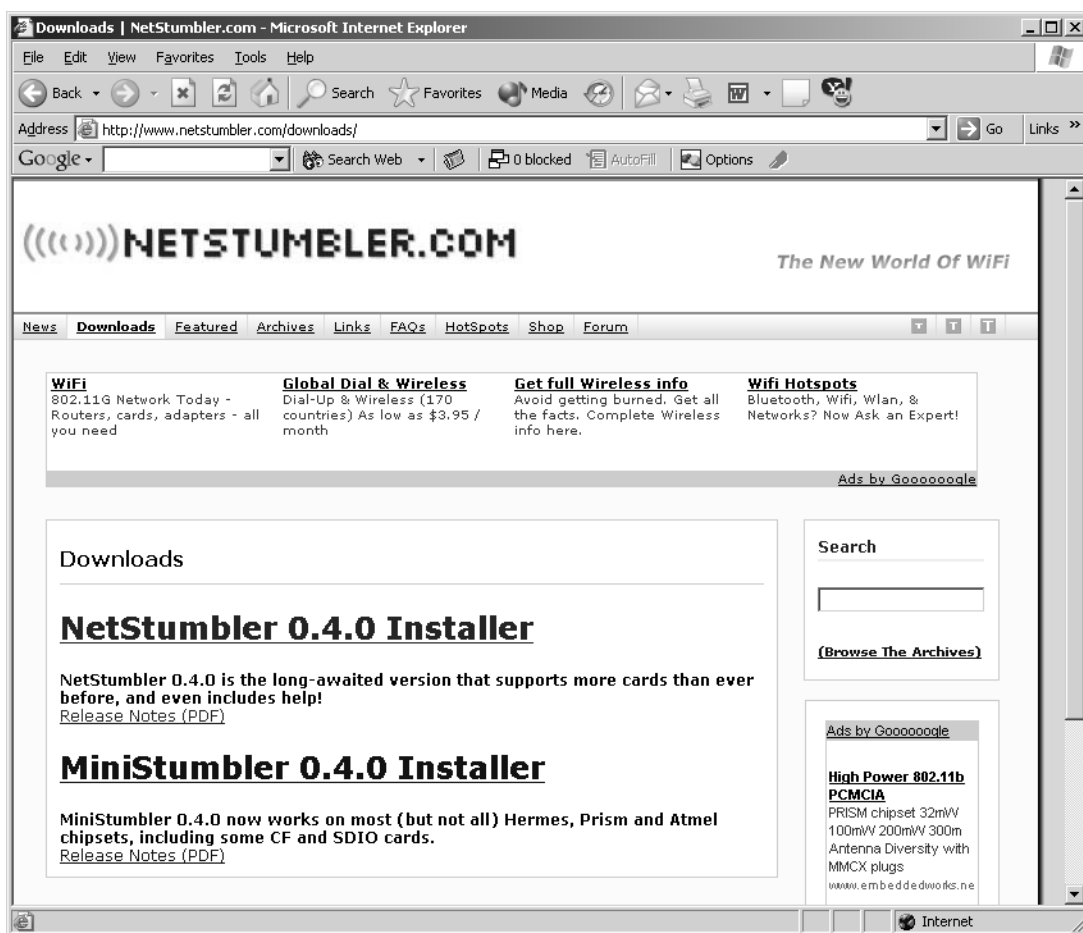 Downloads | NetStumbler.com - Microsoft Internet Explorer
File Edit View Favorites Tools Help
Back Search Favorites Media
Address http://www.netstumbler.com/downloads/ Go Links »
Google Search Web 0 blocked AutoFill Options
(((())))NETSTUMBLER.COM
The New World Of WiFi
News Downloads Featured Archives Links FAQs HotSpots Shop Forum T T T
WiFi
802.11G Network Today -
Routers, cards, adapters - all
you need
Global Dial & Wireless
Dial-Up & Wireless (170
countries) As low as $3.95 /
month
Get full Wireless info
Avoid getting burned. Get all
the facts. Complete Wireless
info here.
Wifi Hotspots
Bluetooth, Wifi, Wlan, &
Networks? Now Ask an Expert!
Ads by Goooooogle
Downloads
NetStumbler 0.4.0 Installer
NetStumbler 0.4.0 is the long-awaited version that supports more cards than ever
before, and even includes help!
Release Notes (PDF)
MiniStumbler 0.4.0 Installer
MiniStumbler 0.4.0 now works on most (but not all) Hermes, Prism and Atmel
chipsets, including some CF and SDIO cards.
Release Notes (PDF)
Search
(Browse The Archives)
Ads by Goooooogle
High Power 802.11b
PCMCIA
PRISM chipset 32mW
100mW 200mW 300m
Antenna Diversity with
MMCX plugs
www.embeddedworks.ne
Internet